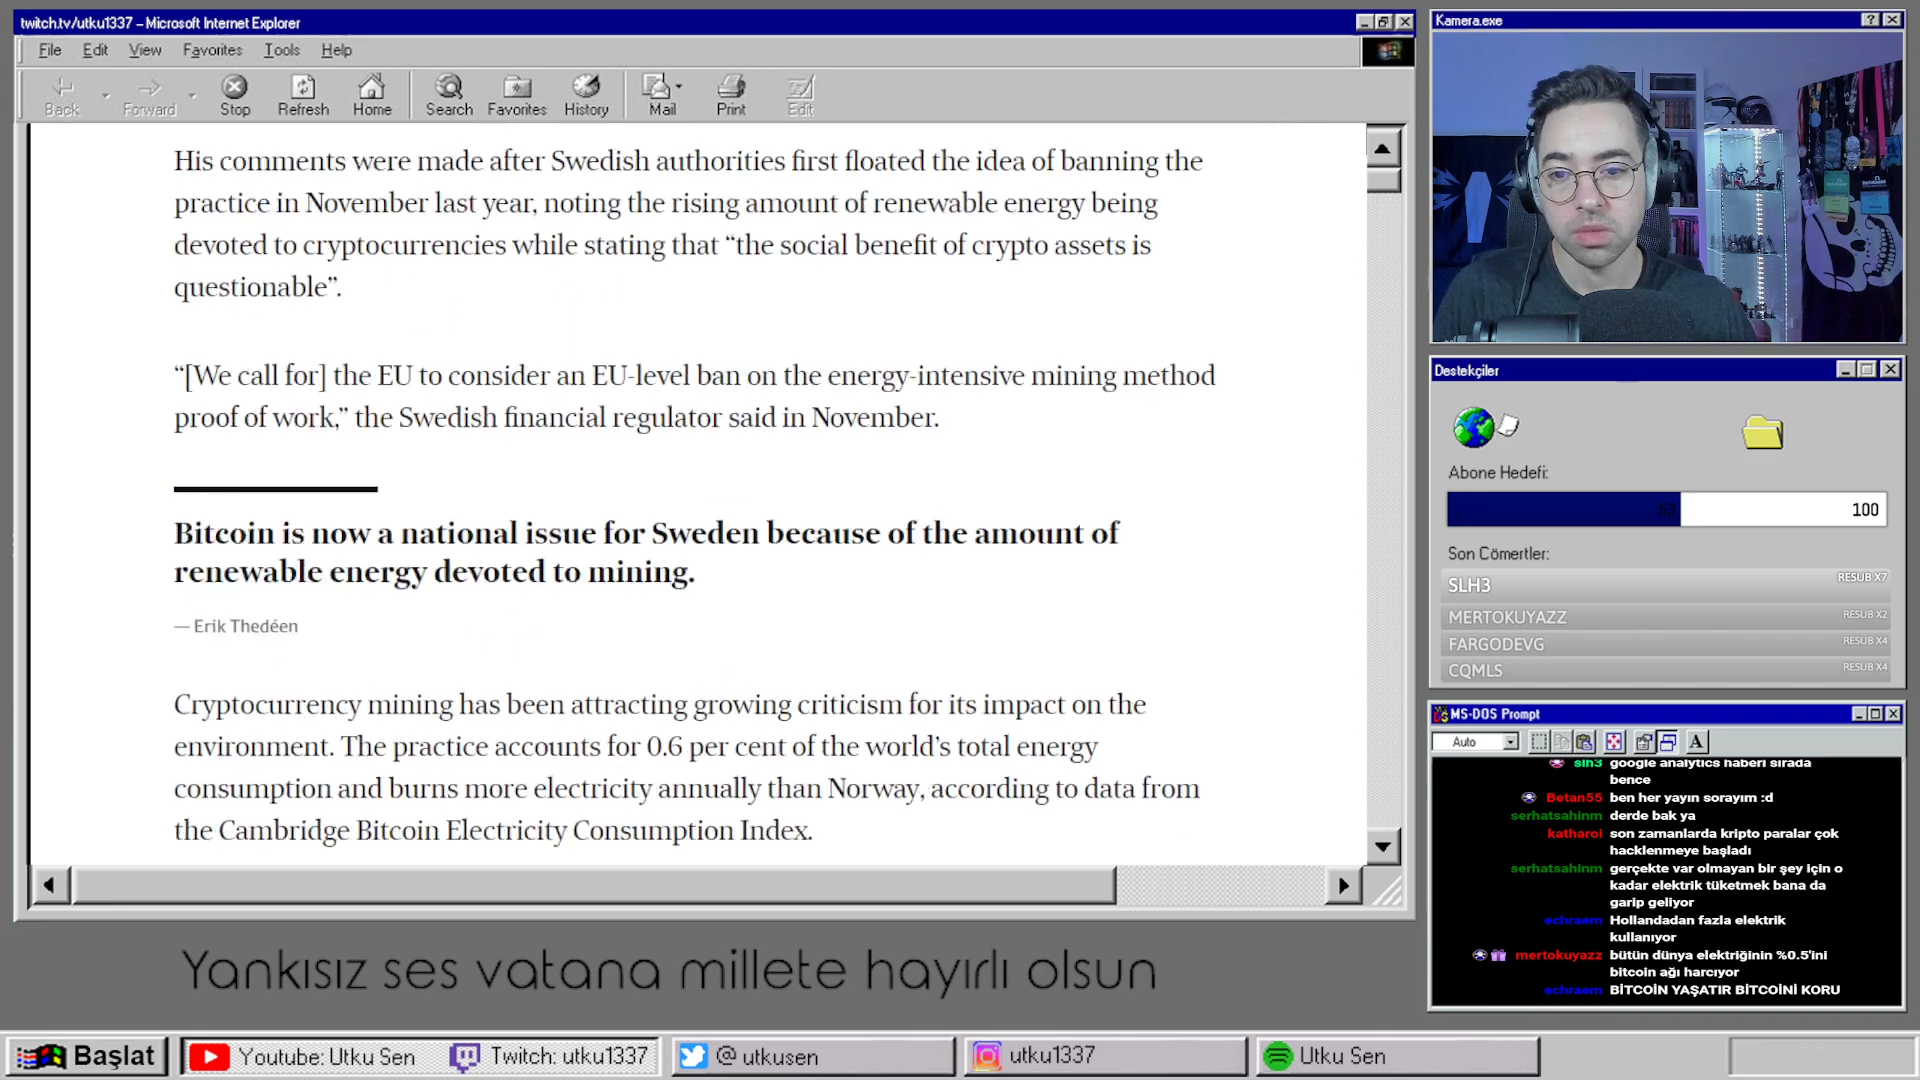 twitch.tv/utku1337 – Microsoft Internet Explorer
File Edit View Favorites Tools Help
Back Forward Stop Refresh Home Search Favorites History Mail Print Edit
His comments were made after Swedish authorities first floated the idea of banning the
practice in November last year, noting the rising amount of renewable energy being
devoted to cryptocurrencies while stating that “the social benefit of crypto assets is
questionable”.
“[We call for] the EU to consider an EU-level ban on the energy-intensive mining method
proof of work,” the Swedish financial regulator said in November.
Bitcoin is now a national issue for Sweden because of the amount of
renewable energy devoted to mining.
— Erik Thedéen
Cryptocurrency mining has been attracting growing criticism for its impact on the
environment. The practice accounts for 0.6 per cent of the world’s total energy
consumption and burns more electricity annually than Norway, according to data from
the Cambridge Bitcoin Electricity Consumption Index.
Yankısız ses vatana millete hayırlı olsun
Kamera.exe
Destekçiler
Abone Hedefi:
53 100
Son Cömertler:
SLH3 RESUB X7
MERTOKUYAZZ RESUB X2
FARGODEVG RESUB X4
CQMLS RESUB X4
MS-DOS Prompt
Auto A
slh3 google analytics haberi sırada
bence
Betan55 ben her yayın sorayım :d
serhatsahinm derde bak ya
katharoi son zamanlarda kripto paralar çok
hacklenmeye başladı
serhatsahinm gerçekte var olmayan bir şey için o
kadar elektrik tüketmek bana da
garip geliyor
echraem Hollandadan fazla elektrik
kullanıyor
mertokuyazz bütün dünya elektriğinin %0.5'ini
bitcoin ağı harcıyor
echraem BİTCOİN YAŞATIR BİTCOİNİ KORU
Başlat Youtube: Utku Sen Twitch: utku1337 @utkusen utku1337 Utku Sen